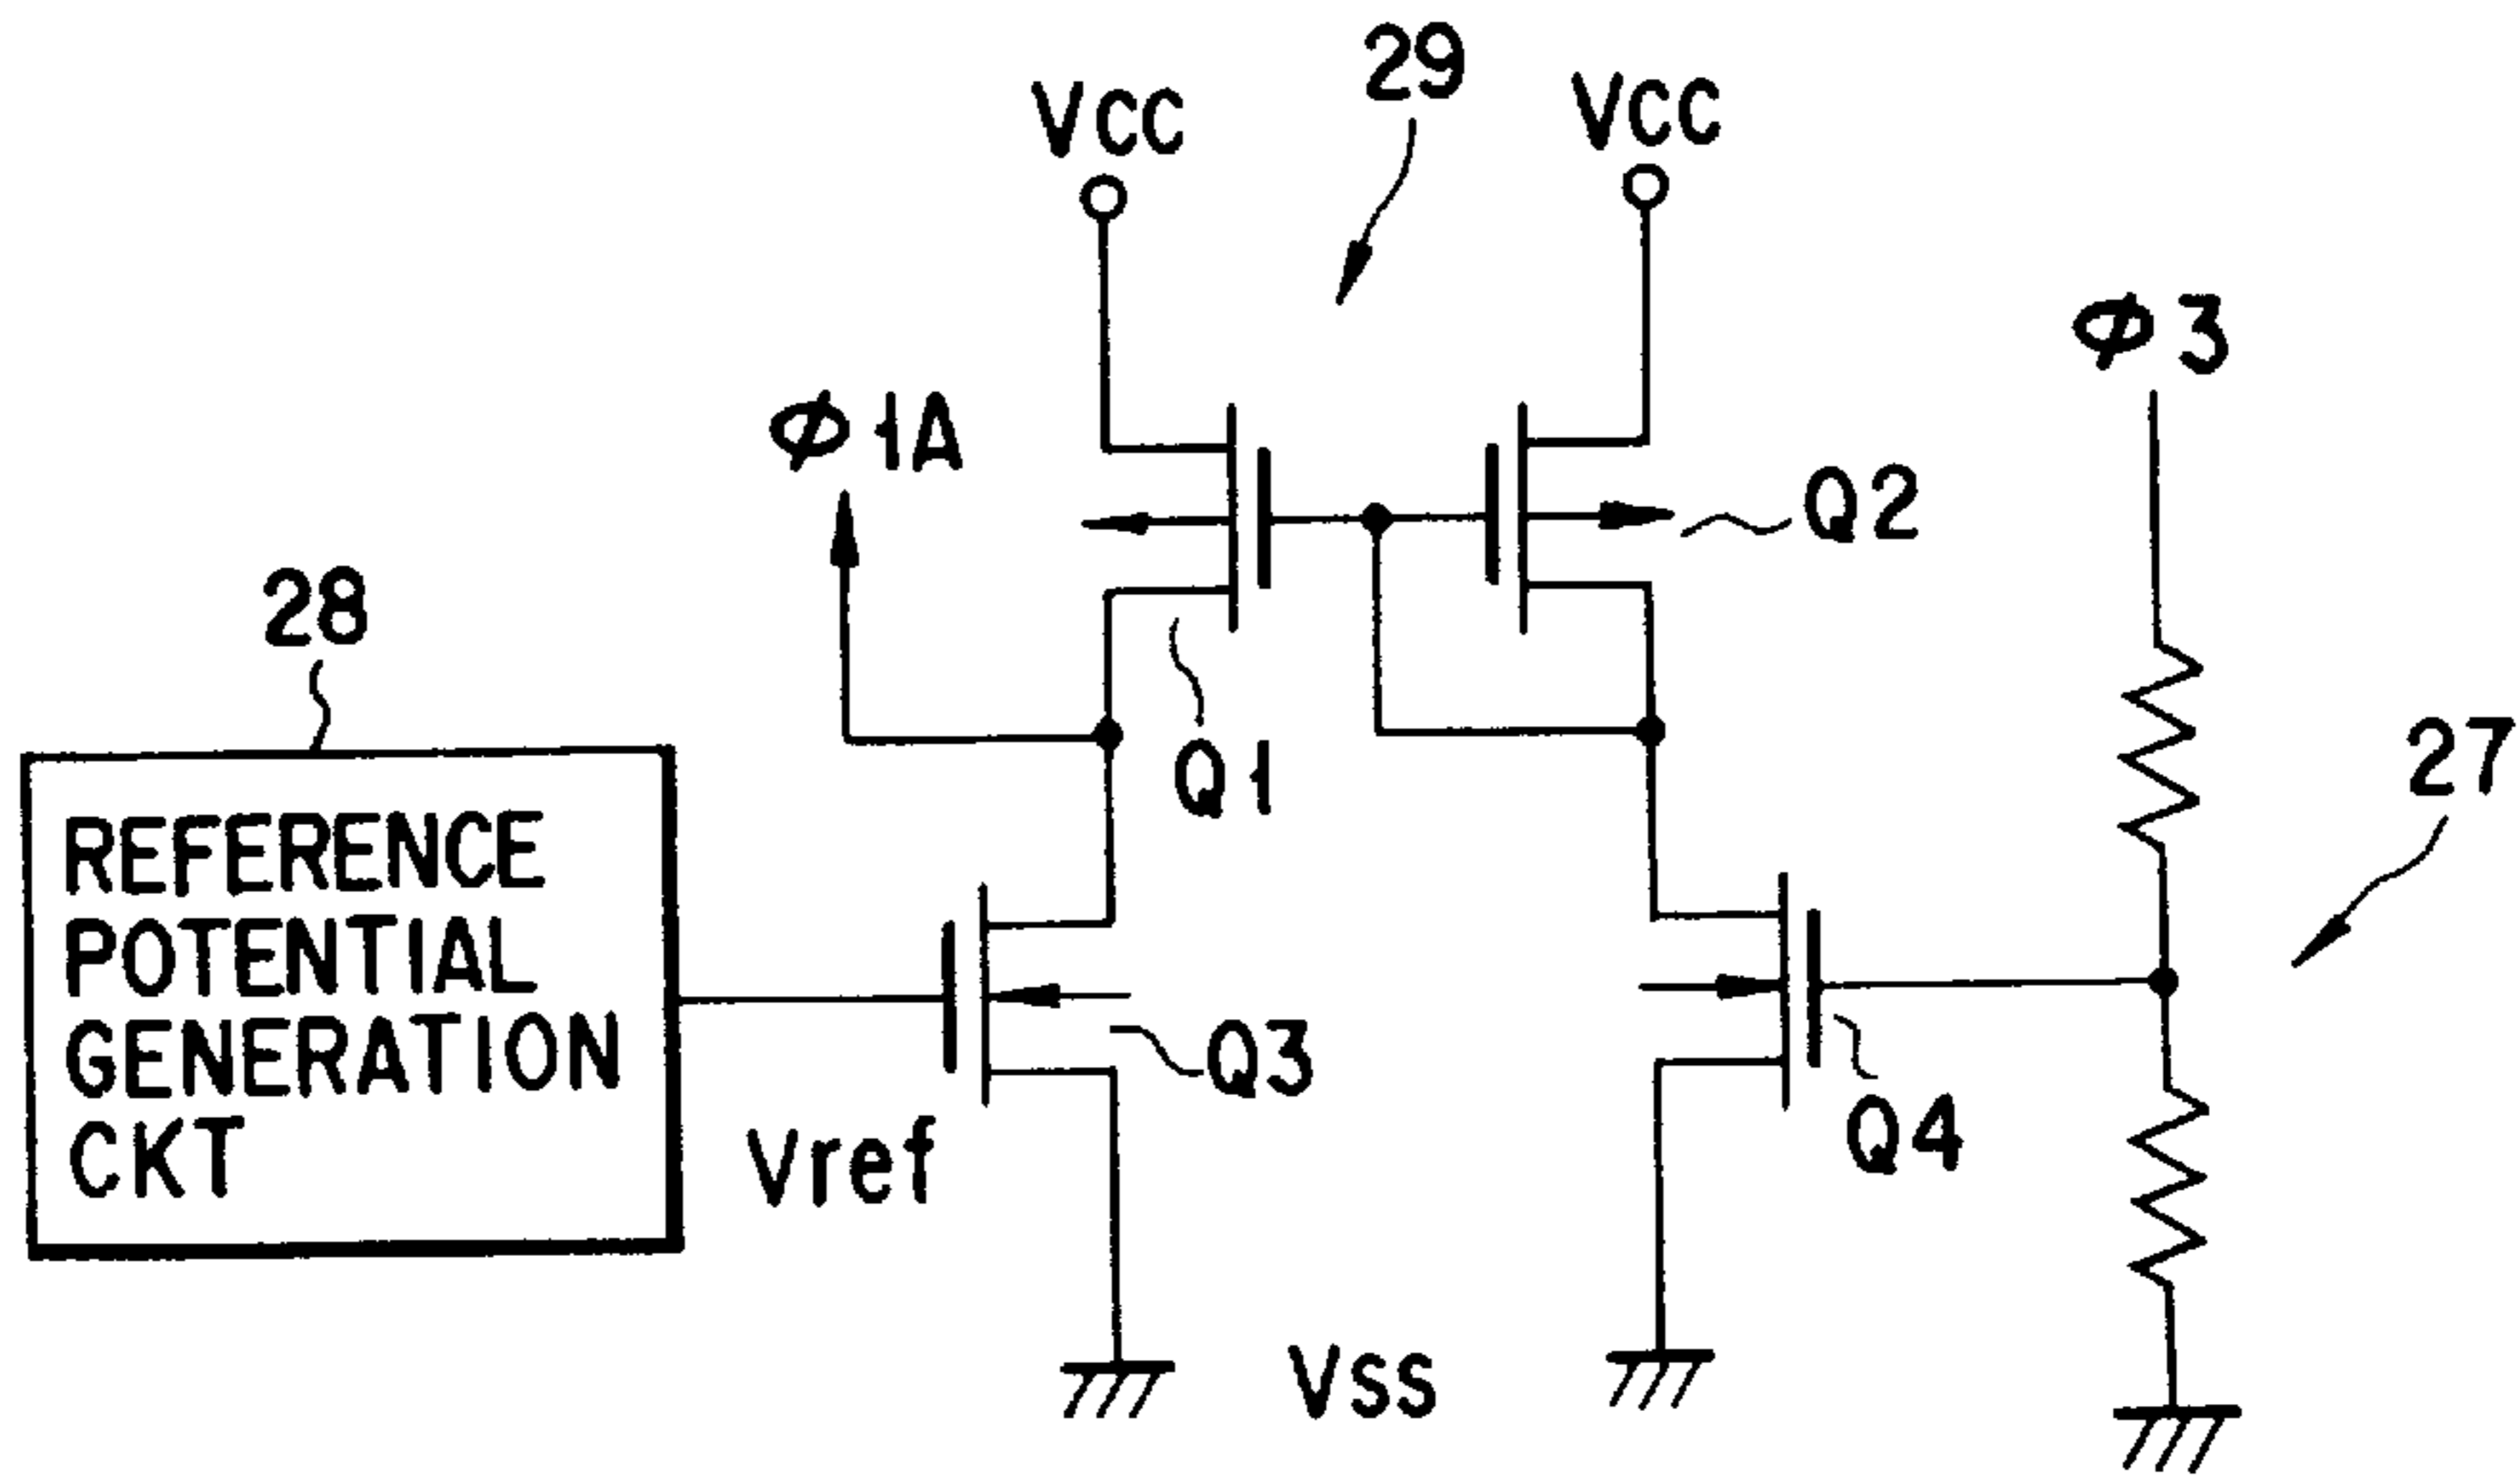 29
VCC
VCC
ϕ3
ϕ1A
Q2
28
27
Q1
REFERENCE
POTENTIAL
GENERATION
CKT
Q3
Q4
Vref
VSS